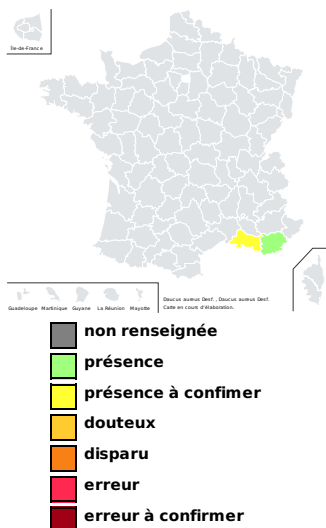 Île-de-France
Guadeloupe Martinique Guyane La Réunion Mayotte
Daucus aureus Desf. , Daucus aureus Desf.
Carte en cours d'élaboration.
non renseignée
présence
présence à confimer
douteux
disparu
erreur
erreur à confirmer